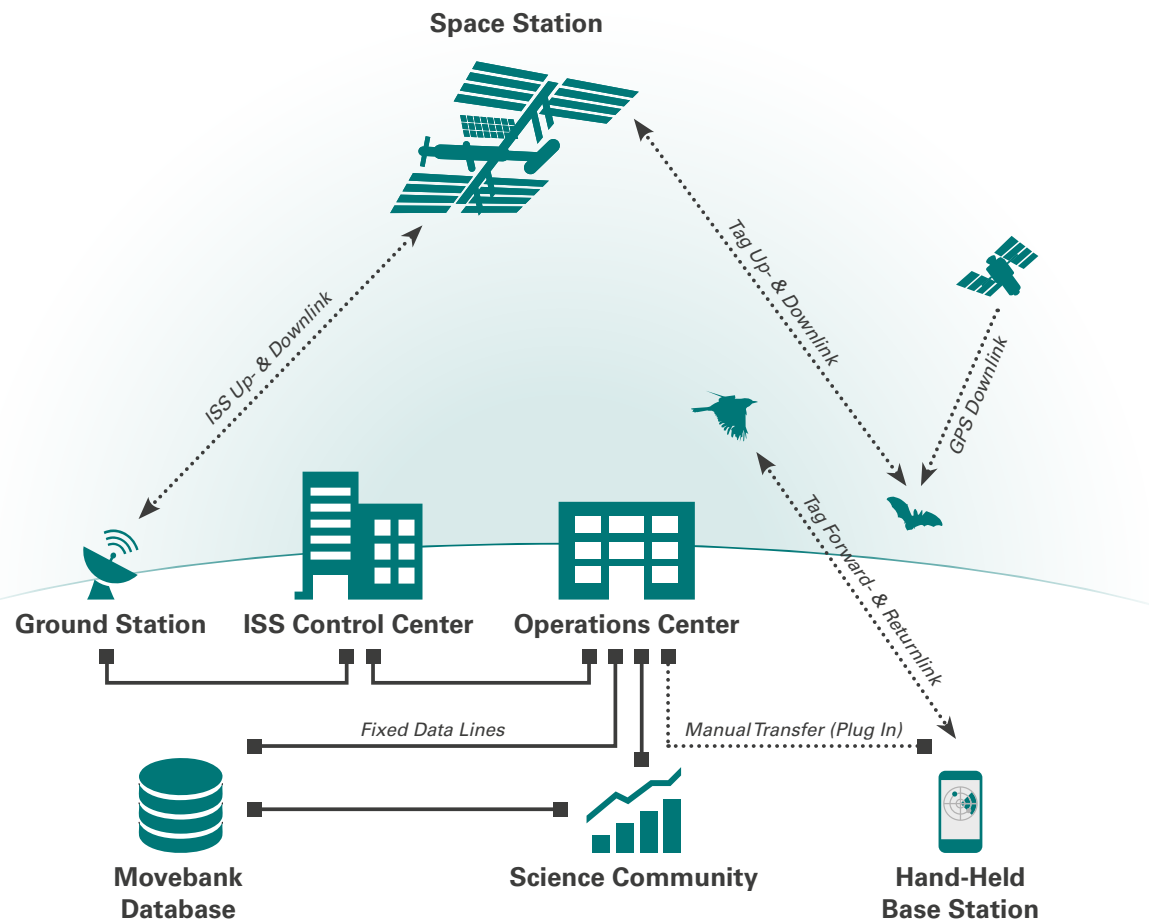 Space Station
Tag Up- & Downlink
ISS Up- & Downlink
GPS Downlink
Tag Forward- & Returnlink
Ground Station
ISS Control Center
Operations Center
Fixed Data Lines
Manual Transfer (Plug In)
Movebank
Database
Science Community
Hand-Held
Base Station